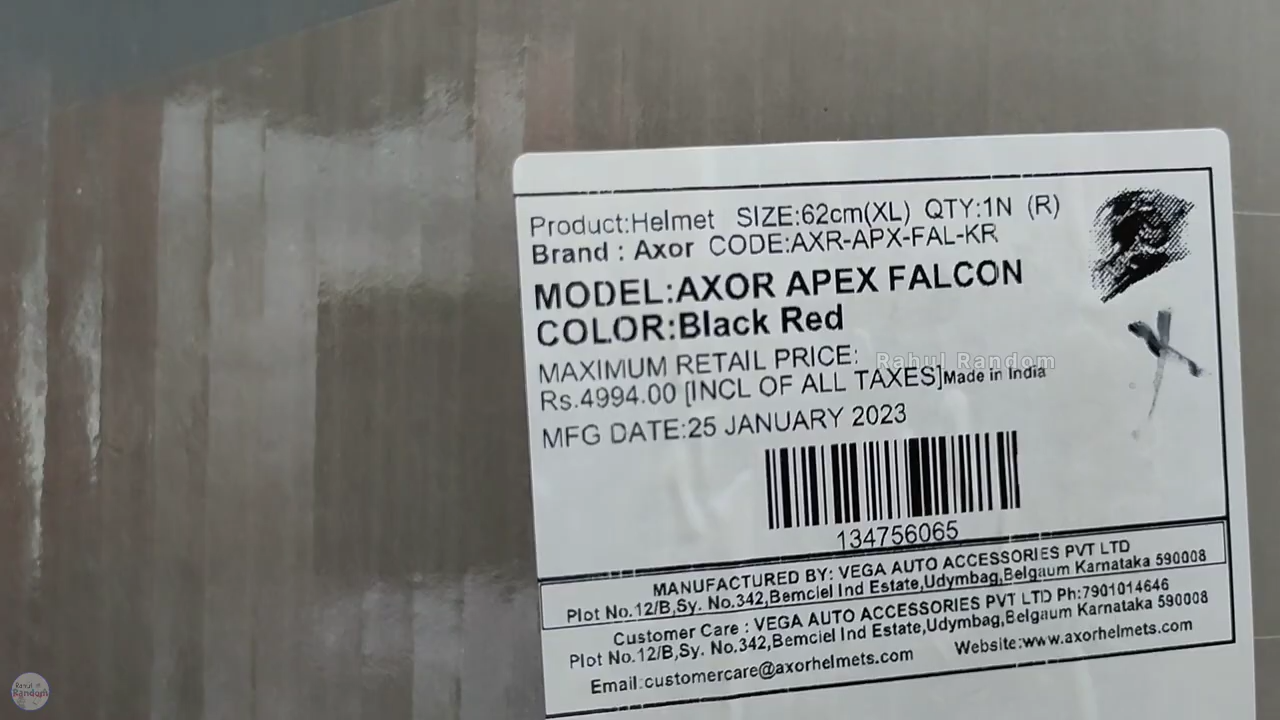 Product:Helmet SIZE:62cm(XL) QTY:1N (R)
Brand : Axor CODE:AXR-APX-FAL-KR
MODEL:AXOR APEX FALCON
COLOR:Black Red
MAXIMUM RETAIL PRICE:
Rahul Random
Rs.4994.00 [INCL OF ALL TAXES]Made in India
MFG DATE:25 JANUARY 2023
134756065
MANUFACTURED BY: VEGA AUTO ACCESSORIES PVT LTD
Plot No.12/B,Sy. No.342,Bemciel Ind Estate,Udymbag,Belgaum Karnataka 590008
Customer Care : VEGA AUTO ACCESSORIES PVT LTD Ph:7901014646
Plot No.12/B,Sy. No.342,Bemciel Ind Estate,Udymbag,Belgaum Karnataka 590008
Email:customercare@axorhelmets.com Website:www.axorhelmets.com
Rahul
Random